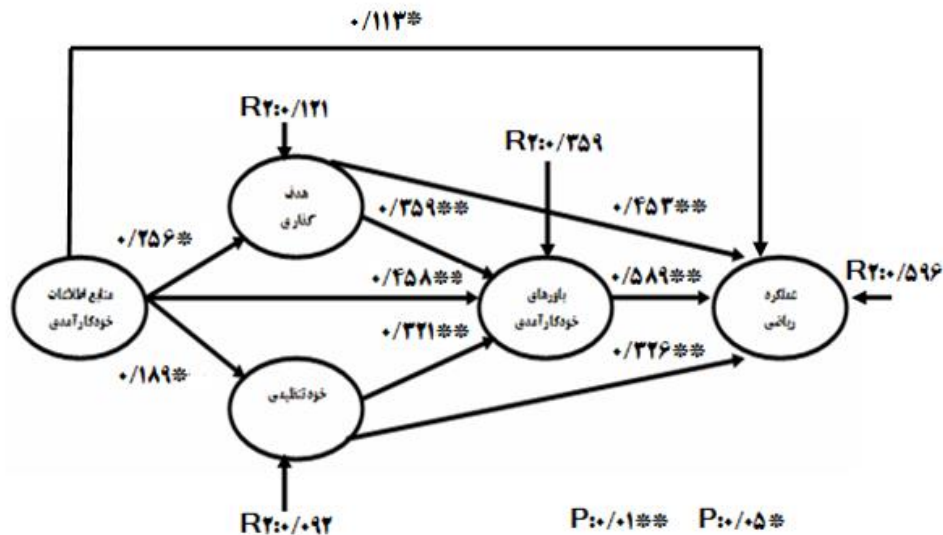 ۰/۱۱۳*
R۲:۰/۱۲۱
R۲:۰/۳۵۹
هدف
گذاری
۰/۳۵۹**
۰/۴۵۳**
۰/۲۵۶*
۰/۴۵۸**
۰/۵۸۹**
R۲:۰/۵۹۶
منابع اطلاعات
خودکارآمدی
باورهای
خودکارآمدی
عملکرد
ریاضی
۰/۳۲۱**
۰/۳۲۶**
۰/۱۸۹*
خودتنظیمی
R۲:۰/۰۹۲
P:۰/۰۱** P:۰/۰۵*